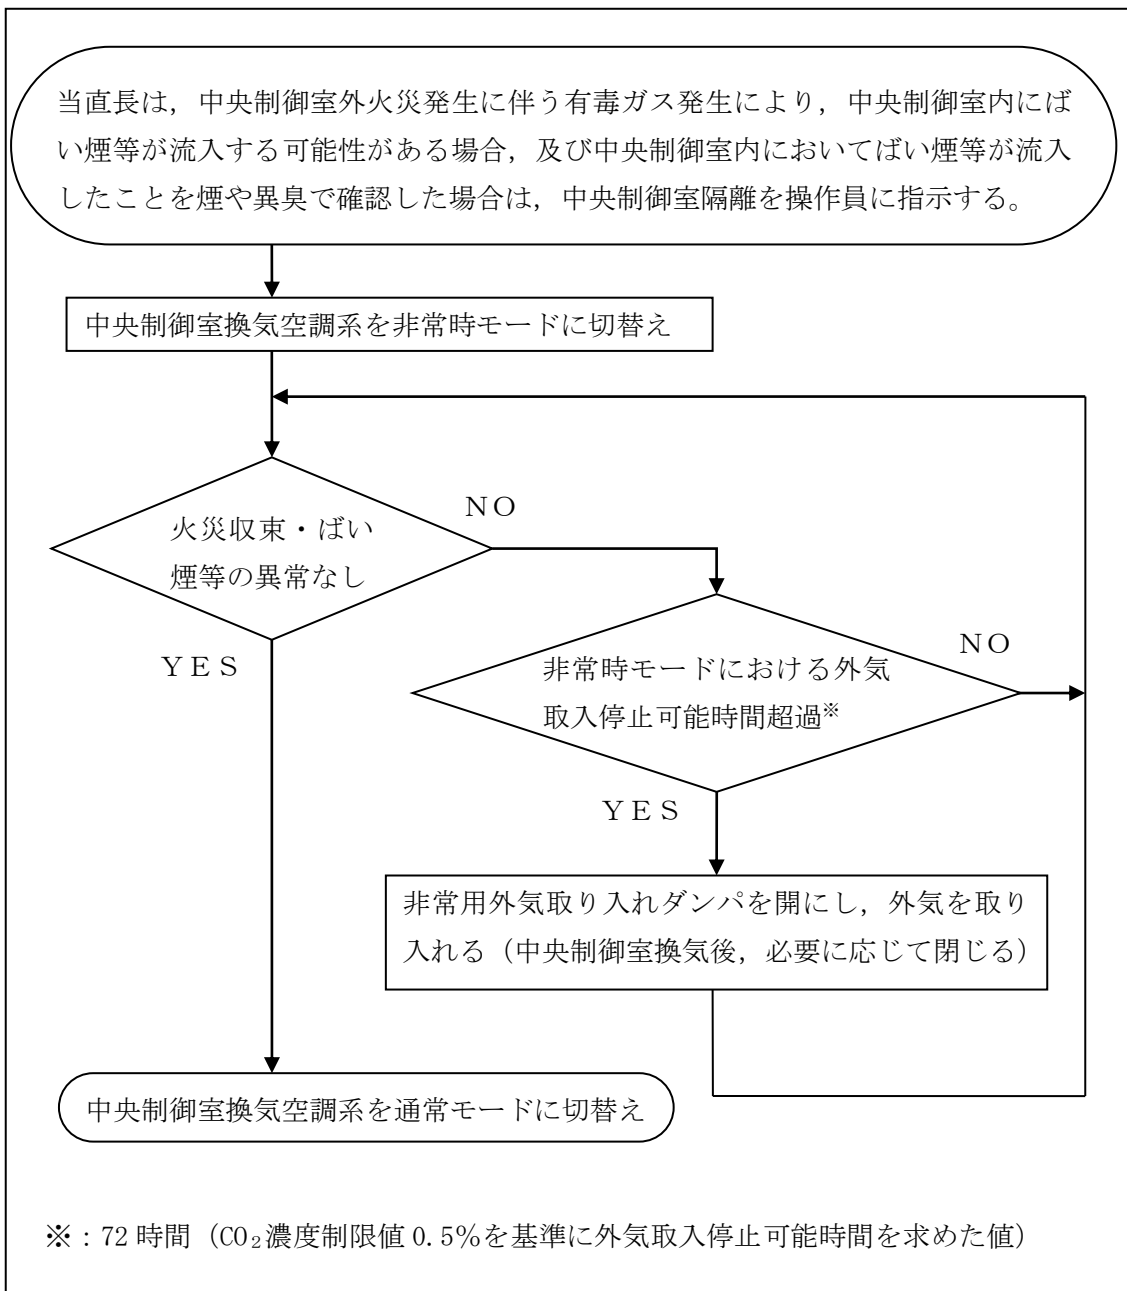 当直長は，中央制御室外火災発生に伴う有毒ガス発生により，中央制御室内にば
い煙等が流入する可能性がある場合，及び中央制御室内においてばい煙等が流入
したことを煙や異臭で確認した場合は，中央制御室隔離を操作員に指示する。
中央制御室換気空調系を非常時モードに切替え
火災収束・ばい
煙等の異常なし
ＮＯ
ＹＥＳ
非常時モードにおける外気
取入停止可能時間超過※
ＮＯ
ＹＥＳ
非常用外気取り入れダンパを開にし，外気を取り
入れる（中央制御室換気後，必要に応じて閉じる）
中央制御室換気空調系を通常モードに切替え
※：72 時間（CO₂濃度制限値 0.5％を基準に外気取入停止可能時間を求めた値）